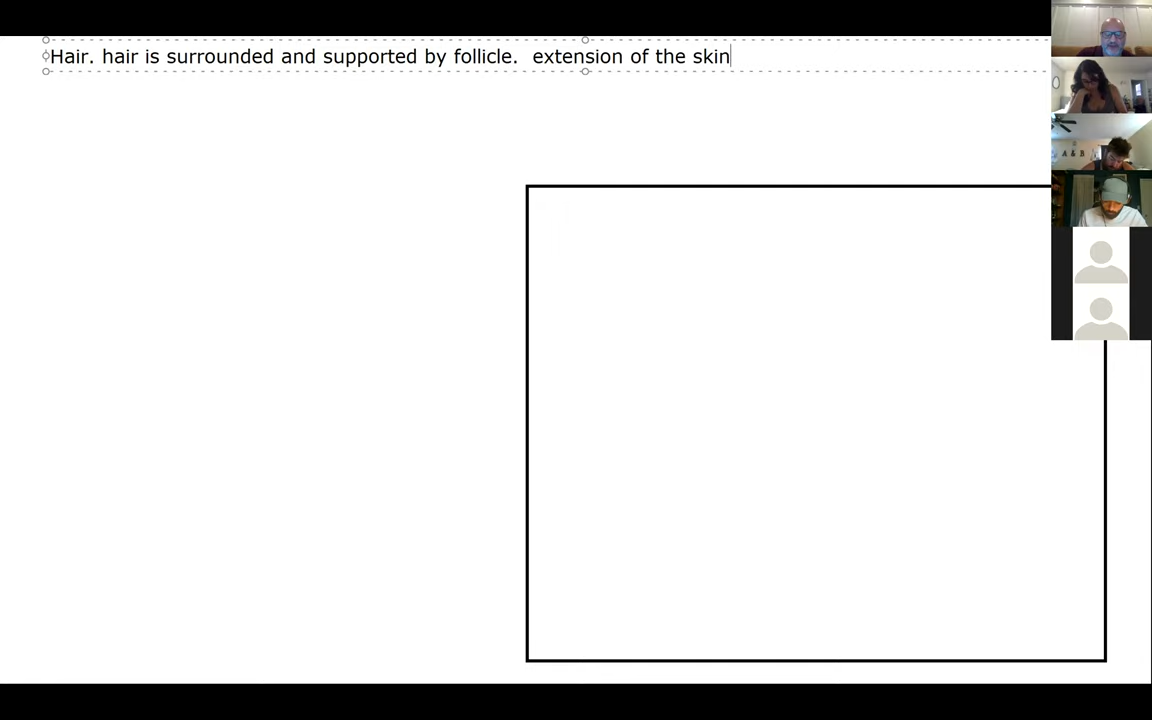 Hair. hair is surrounded and supported by follicle.  extension of the skin
A & B